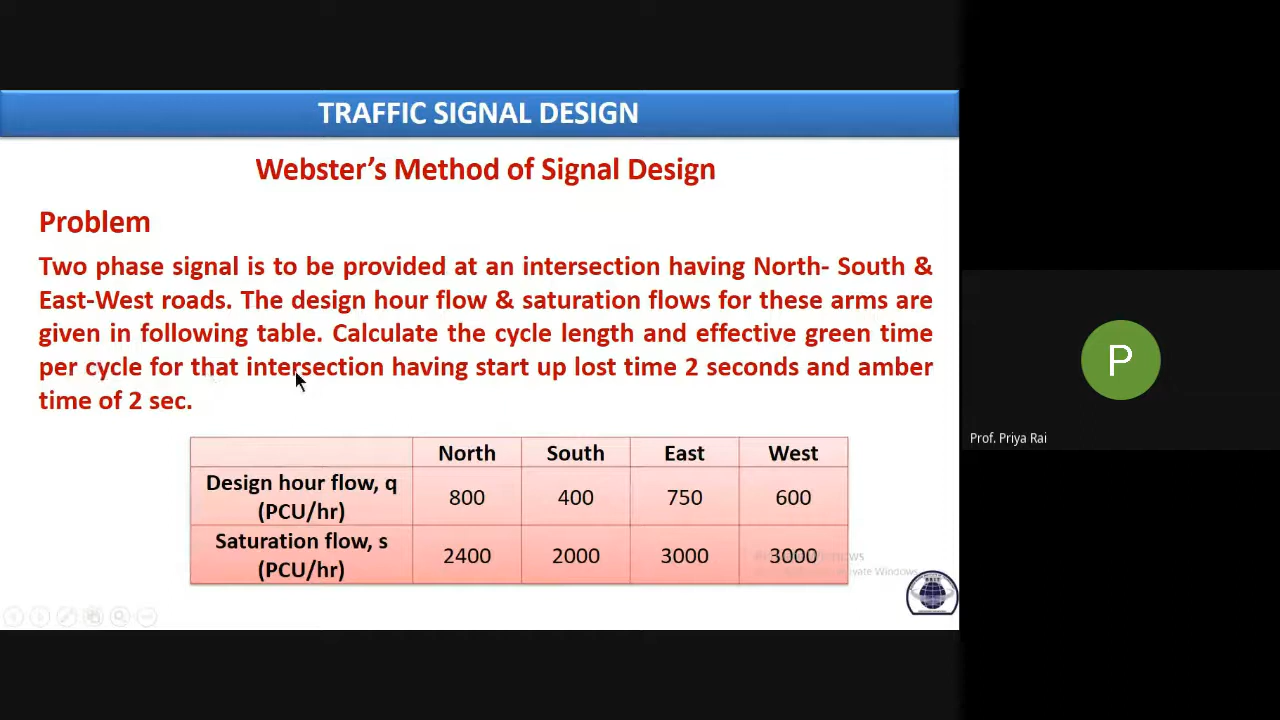 TRAFFIC SIGNAL DESIGN
Webster's Method of Signal Design
Problem
Two phase signal is to be provided at an intersection having North- South &
East-West roads. The design hour flow & saturation flows for these arms are
given in following table. Calculate the cycle length and effective green time
per cycle for that intersection having start up lost time 2 seconds and amber
time of 2 sec.
North South East West
Design hour flow, q
(PCU/hr) 800 400 750 600
Saturation flow, s
(PCU/hr) 2400 2000 3000 3000
P
Prof. Priya Rai